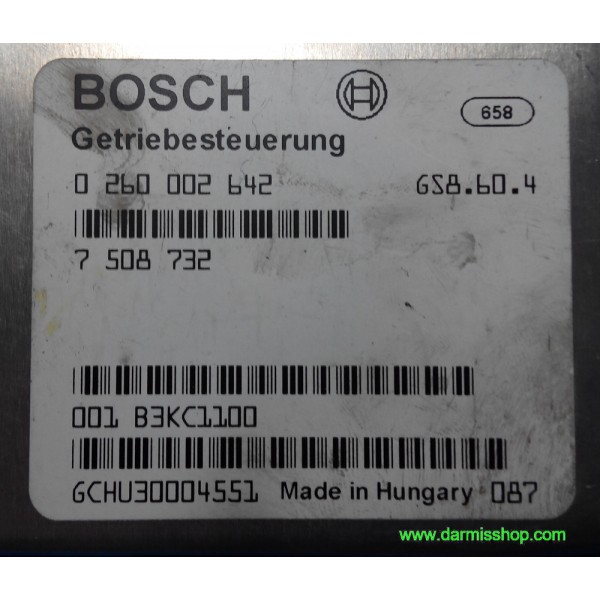 BOSCH
658
Getriebesteuerung
0 260 002 642 GS8.60.4
7 508 732
001 B3KC1100
GCHU30004551 Made in Hungary 087
www.darmisshop.com